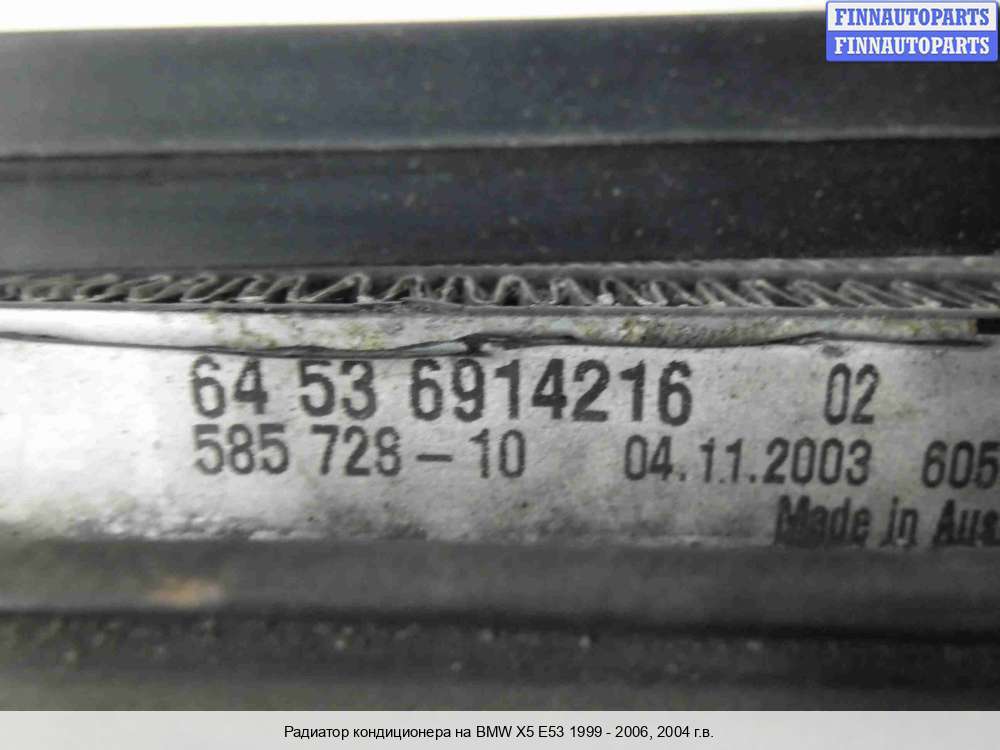 FINNAUTOPARTS
FINNAUTOPARTS
64 53 6914216 02
585 728-10 04.11.2003 605
Made in Aus
Радиатор кондиционера на BMW X5 E53 1999 - 2006, 2004 г.в.